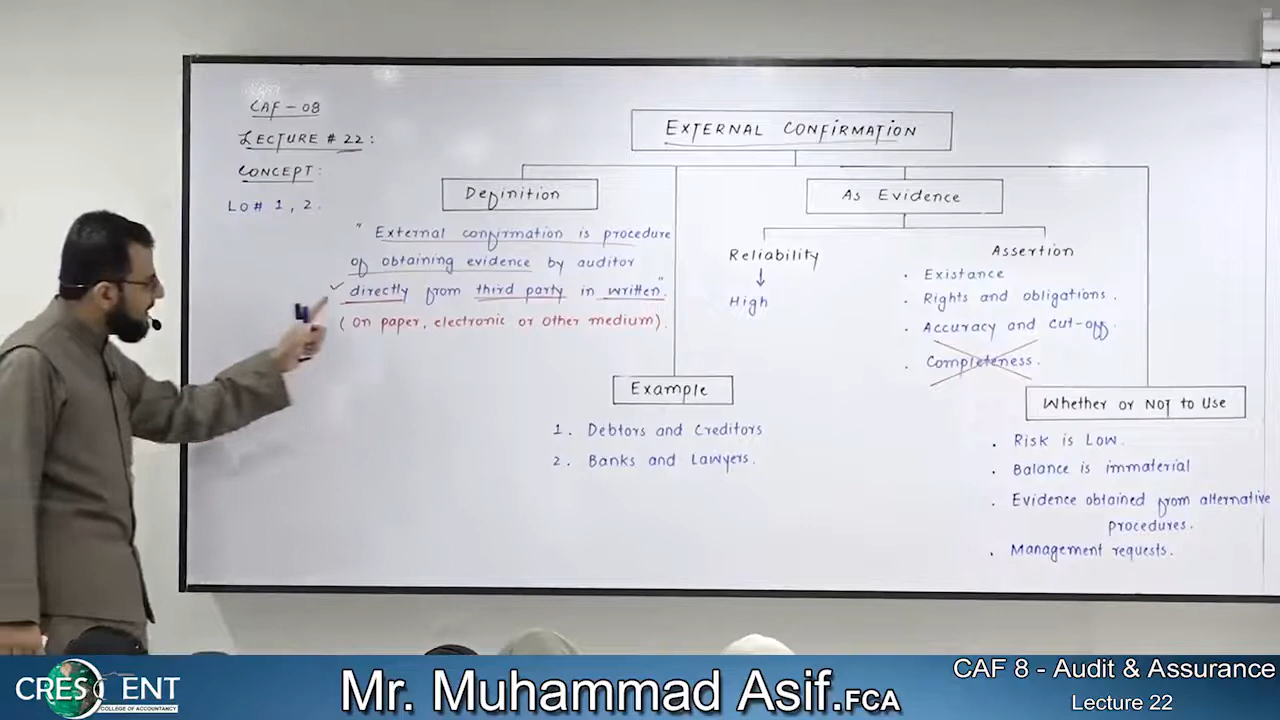 CAF - 08
LECTURE # 22 :
CONCEPT :
LO# 1, 2.
EXTERNAL CONFIRMATION
Definition
" External confirmation is procedure
of obtaining evidence by auditor
directly from third party in written".
( on paper, electronic or other medium).
As Evidence
Reliability
High
Assertion
. Existance
. Rights and obligations.
. Accuracy and cut-off.
. Completeness.
Example
1. Debtors and Creditors
2. Banks and Lawyers.
Whether or NOT to Use
. Risk is Low.
. Balance is immaterial
. Evidence obtained from alternative
procedures.
. Management requests.
CRESCENT
COLLEGE OF ACCOUNTANCY
Mr. Muhammad Asif.FCA
CAF 8 - Audit & Assurance
Lecture 22